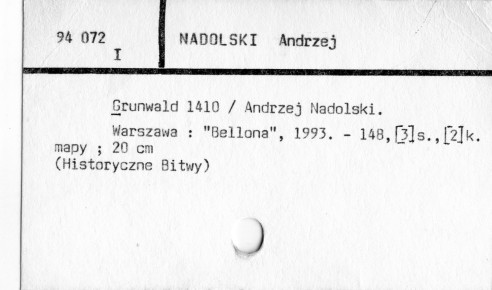 94 072 NADOLSKI Andrzej
I
Grunwald 1410 / Andrzej Nadolski.
Warszawa : "Bellona", 1993. - 148,[3]s.,[2]k.
mapy ; 20 cm
(Historyczne Bitwy)